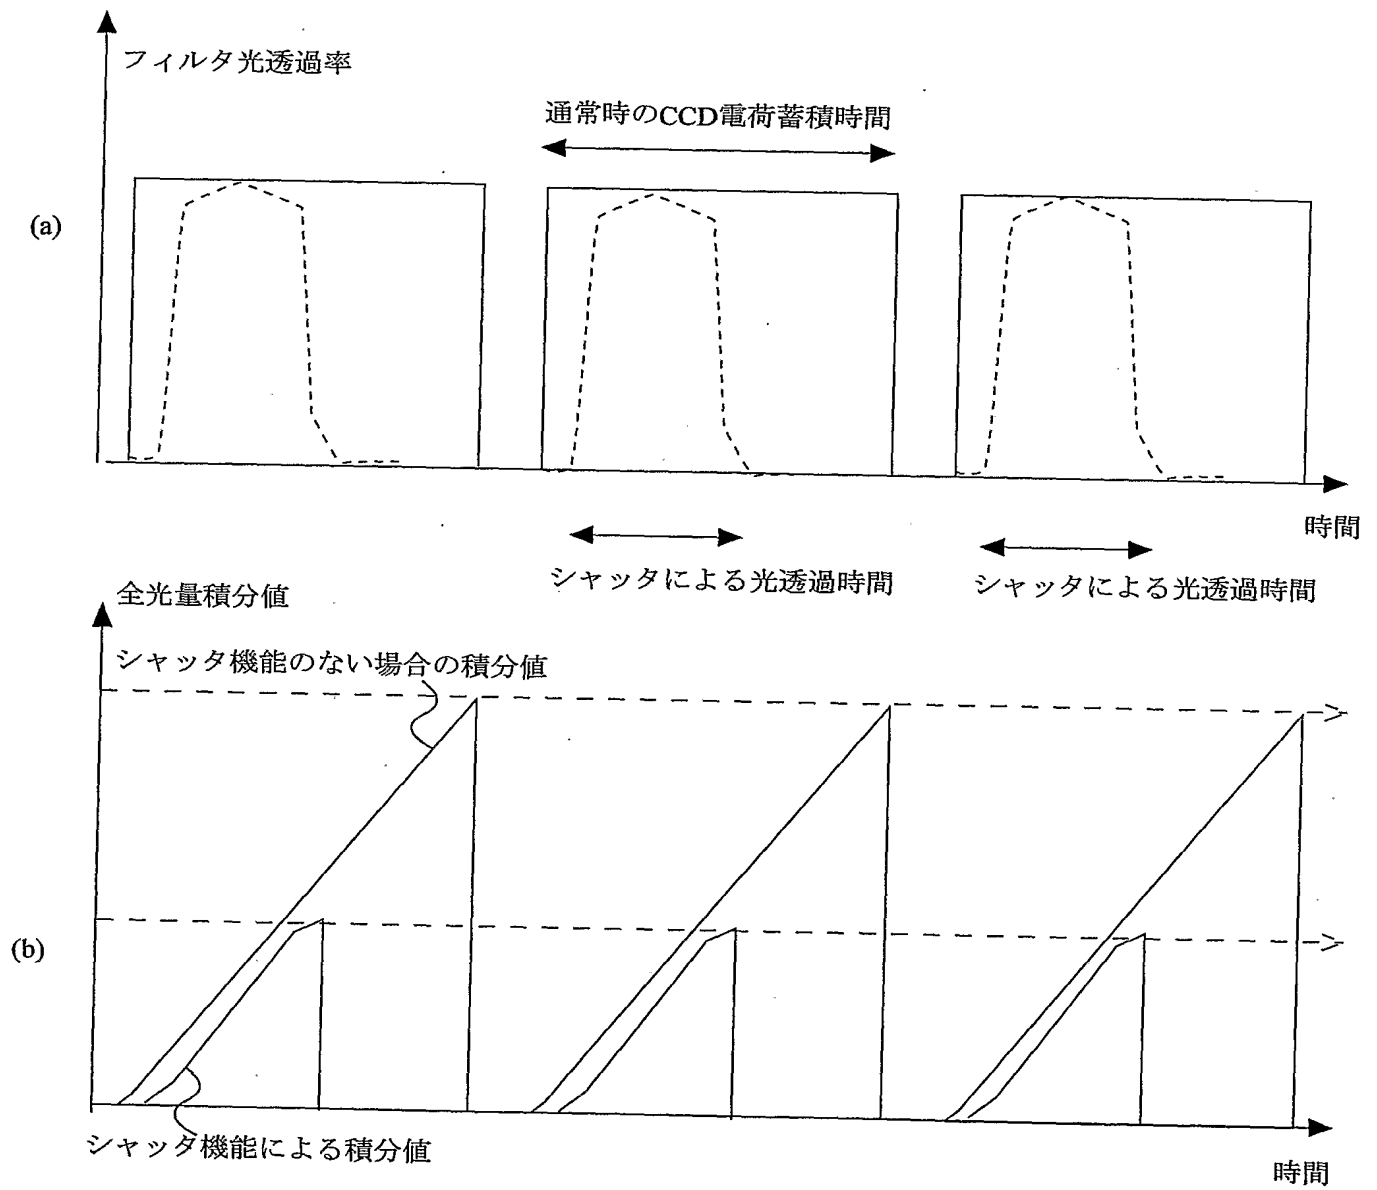 フィルタ光透過率
通常時のCCD電荷蓄積時間
(a)
時間
シャッタによる光透過時間
シャッタによる光透過時間
全光量積分値
シャッタ機能のない場合の積分値
(b)
シャッタ機能による積分値
時間